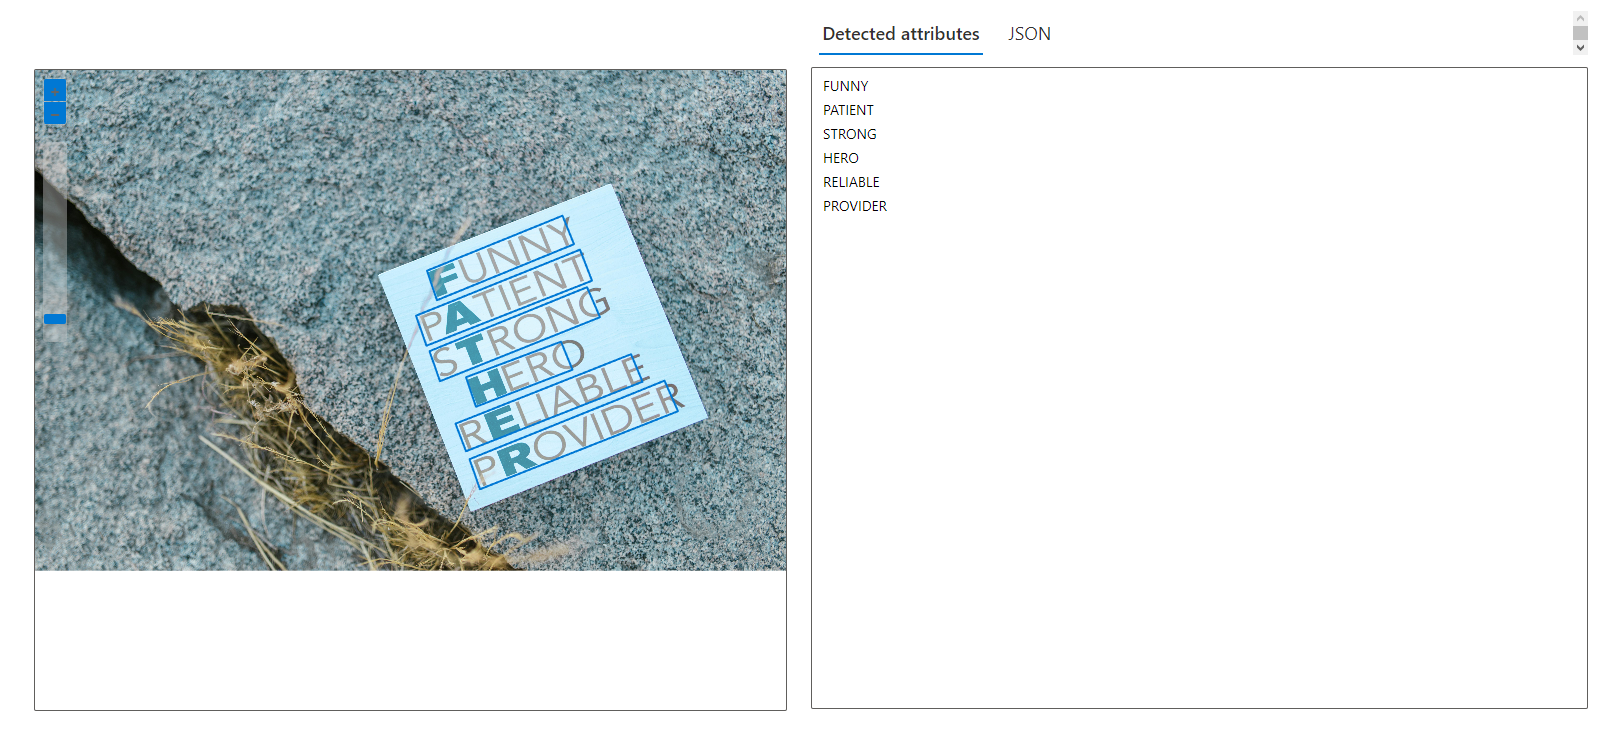 Detected attributes JSON
FUNNY
PATIENT
STRONG
HERO
RELIABLE
PROVIDER
FUNNY
PATIENT
STRONG
HERO
RELIABLE
PROVIDER